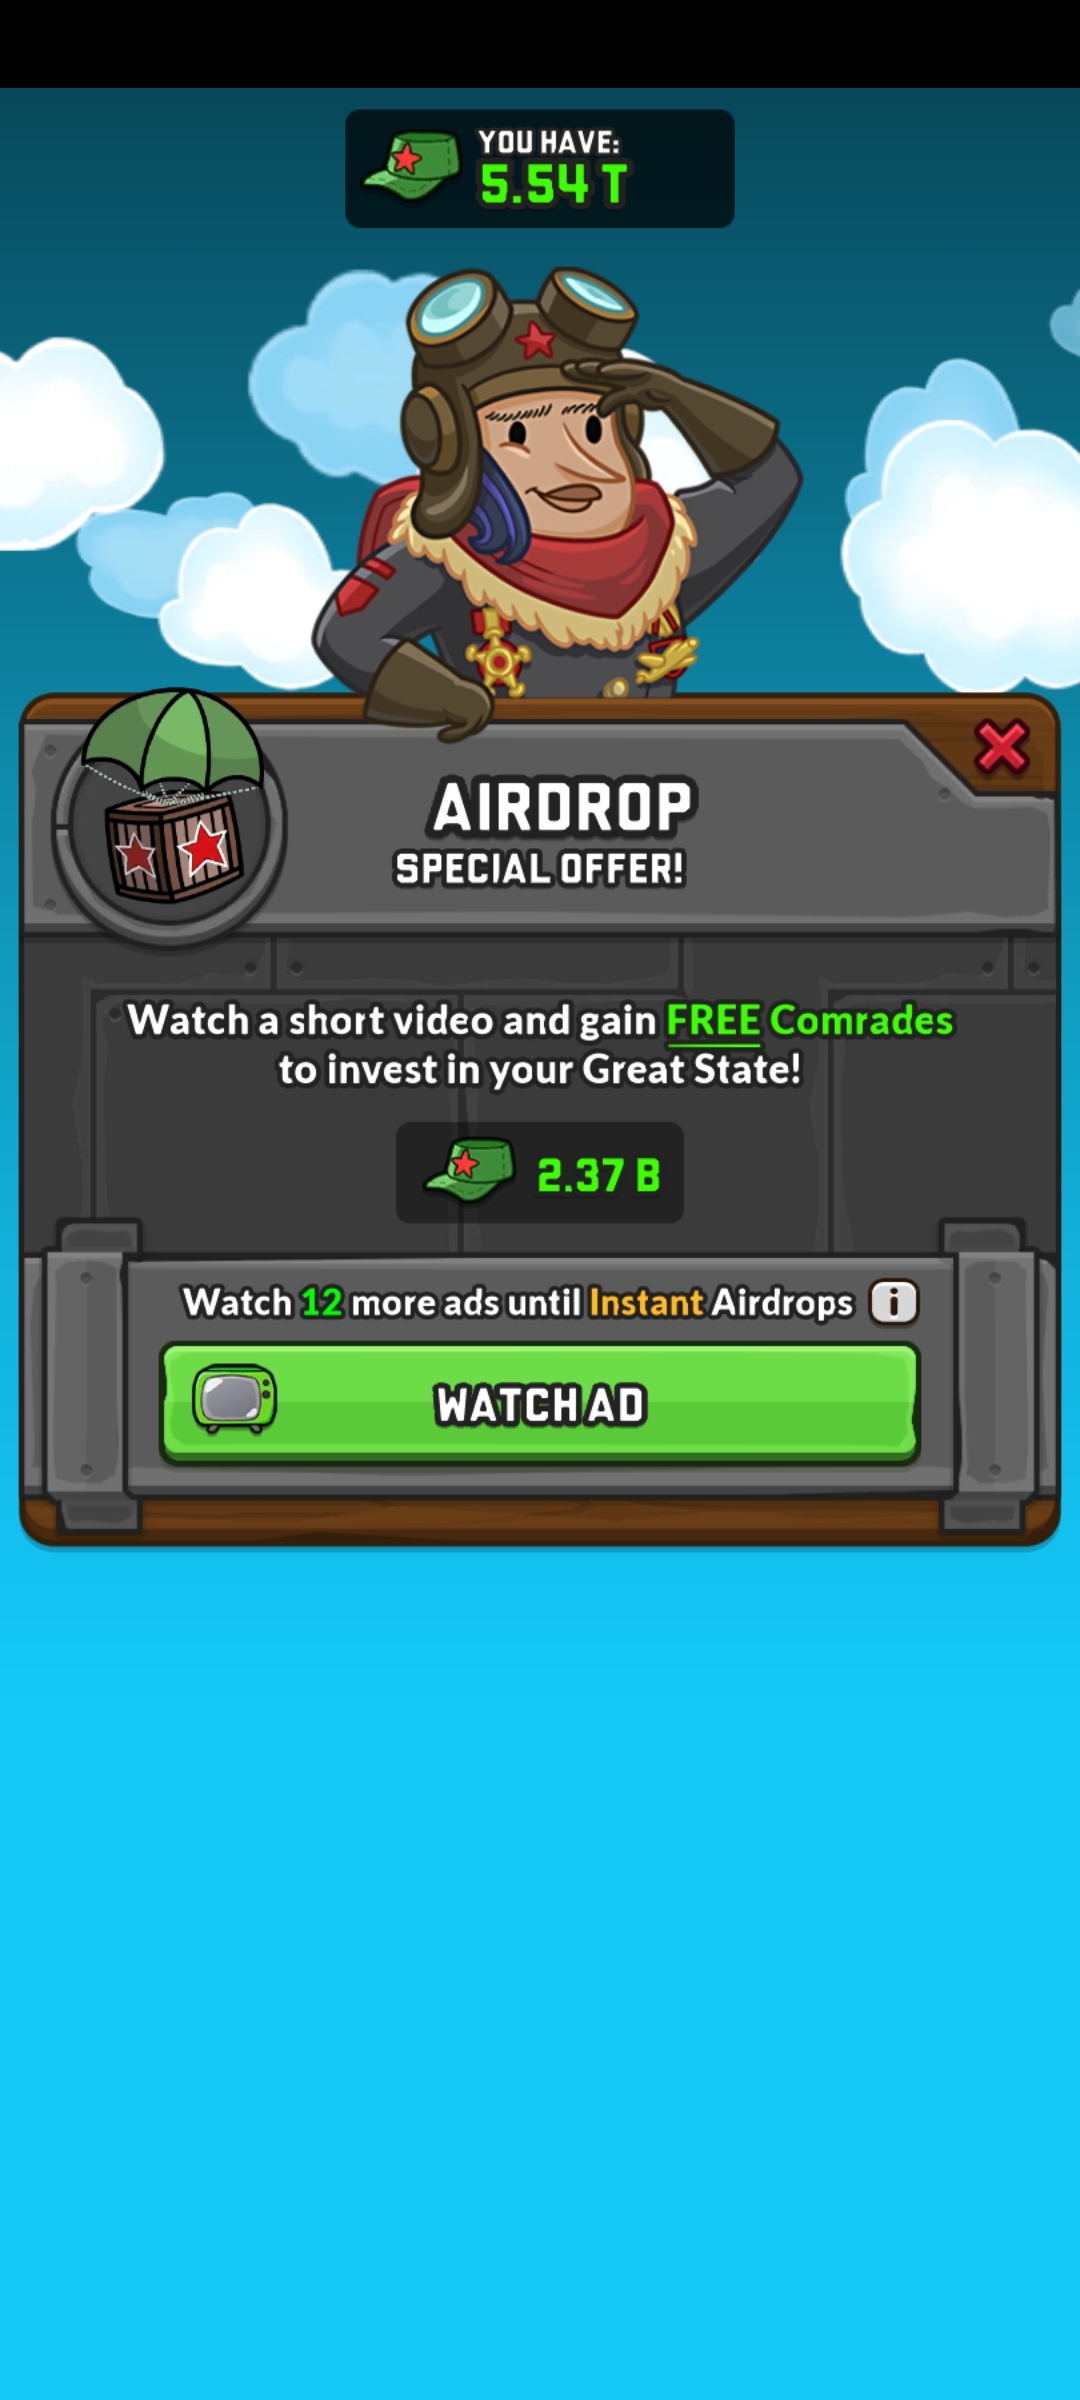 YOU HAVE:
5.54 T
AIRDROP
SPECIAL OFFER!
Watch a short video and gain FREE Comrades
to invest in your Great State!
2.37 B
Watch 12 more ads until Instant Airdrops i
WATCH AD